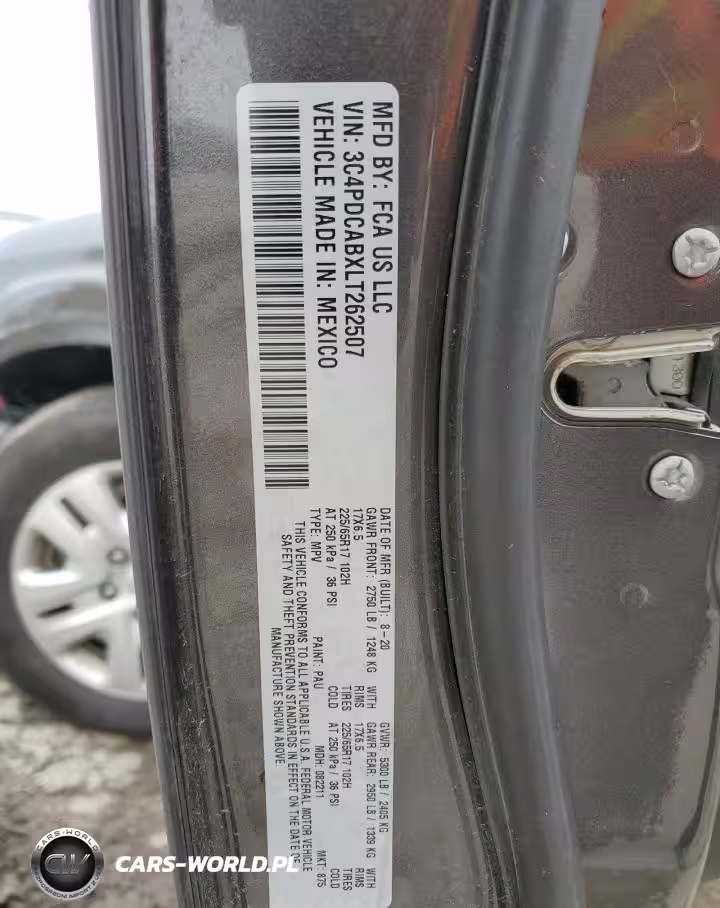 MFD BY: FCA US LLC
VIN: 3C4PDCABXLT262507
VEHICLE MADE IN: MEXICO
DATE OF MFR (BUILT): 8-20 GVWR: 5300 LB / 2405 KG
GAWR FRONT: 2750 LB / 1248 KG WITH GAWR REAR: 2950 LB / 1339 KG WITH
17X6.5 RIMS 17X6.5 RIMS
225/65R17 102H TIRES 225/65R17 102H TIRES
AT 250 kPa / 36 PSI COLD AT 250 kPa / 36 PSI COLD
TYPE: MPV PAINT: PAU MDH: 082211 MKT: 875
THIS VEHICLE CONFORMS TO ALL APPLICABLE U.S.A. FEDERAL MOTOR VEHICLE
SAFETY AND THEFT PREVENTION STANDARDS IN EFFECT ON THE DATE OF
MANUFACTURE SHOWN ABOVE.
1300
CARS-WORLD
CW
CARS-WORLD.PL